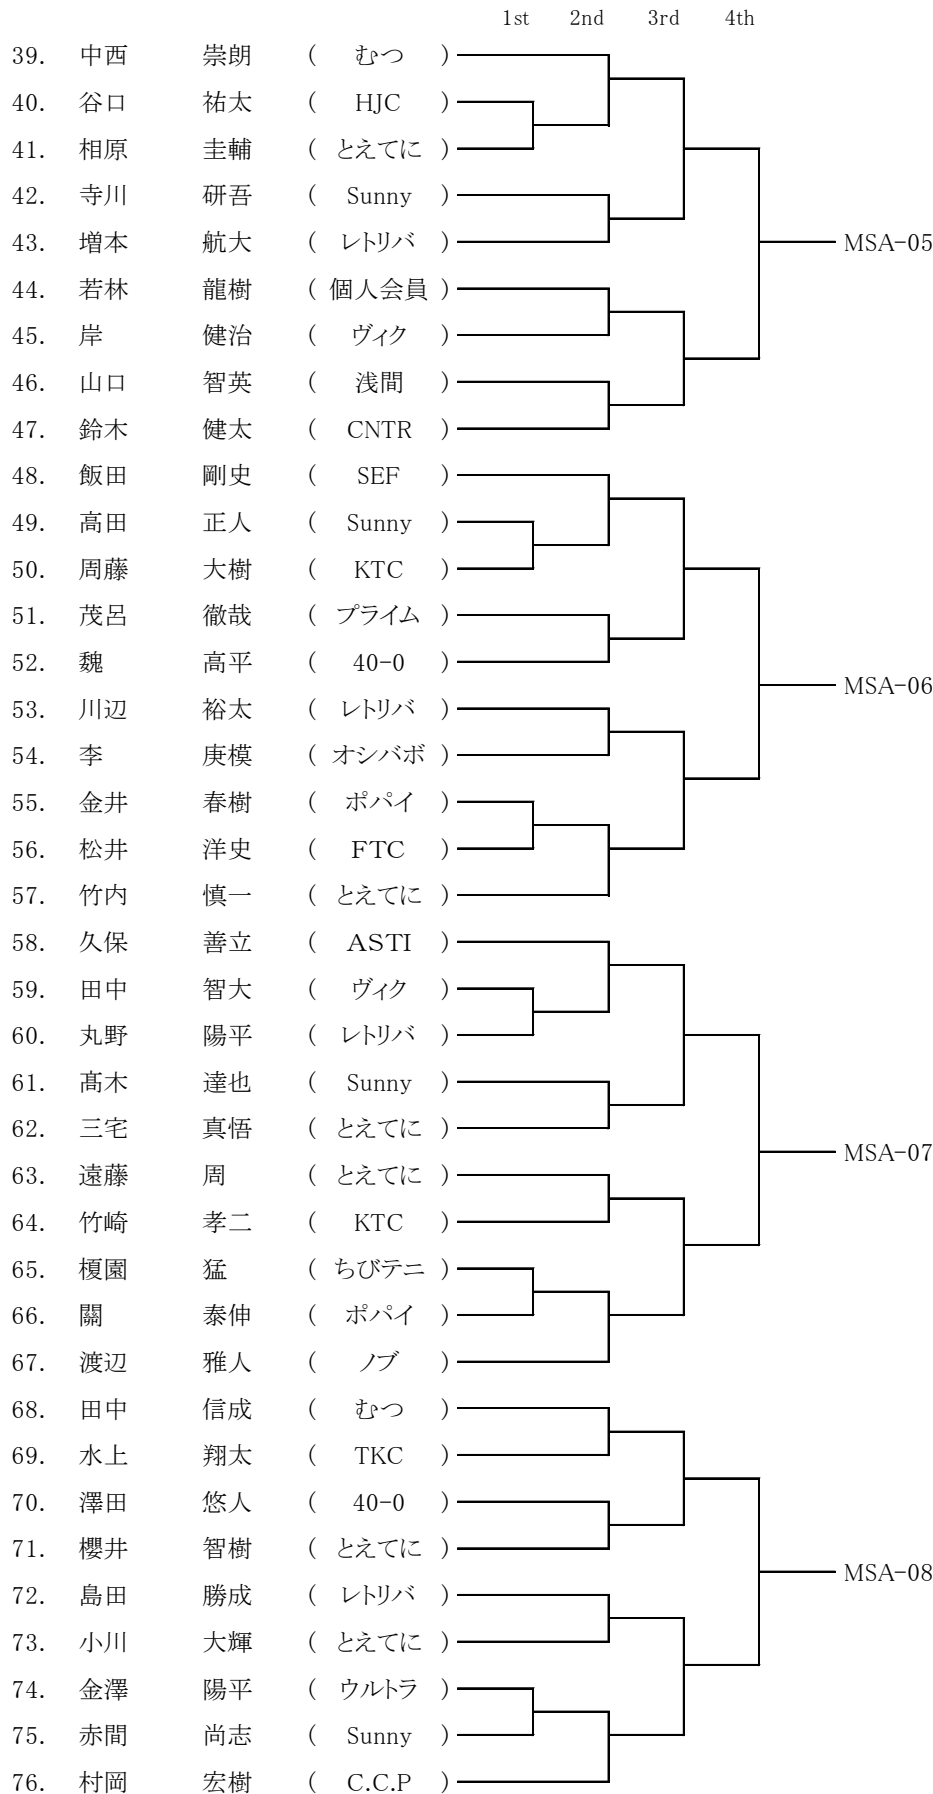 1st 2nd 3rd 4th
39. 中西 崇朗 ( むつ )
40. 谷口 祐太 ( HJC )
41. 相原 圭輔 ( とえてに )
42. 寺川 研吾 ( Sunny )
43. 増本 航大 ( レトリバ ) MSA-05
44. 若林 龍樹 ( 個人会員 )
45. 岸 健治 ( ヴィク )
46. 山口 智英 ( 浅間 )
47. 鈴木 健太 ( CNTR )
48. 飯田 剛史 ( SEF )
49. 高田 正人 ( Sunny )
50. 周藤 大樹 ( KTC )
51. 茂呂 徹哉 ( プライム )
52. 魏 高平 ( 40-0 )
MSA-06
53. 川辺 裕太 ( レトリバ )
54. 李 庚模 ( オシバボ )
55. 金井 春樹 ( ポパイ )
56. 松井 洋史 ( FTC )
57. 竹内 慎一 ( とえてに )
58. 久保 善立 ( ASTI )
59. 田中 智大 ( ヴィク )
60. 丸野 陽平 ( レトリバ )
61. 髙木 達也 ( Sunny )
62. 三宅 真悟 ( とえてに )
MSA-07
63. 遠藤 周 ( とえてに )
64. 竹崎 孝二 ( KTC )
65. 榎園 猛 ( ちびテニ )
66. 關 泰伸 ( ポパイ )
67. 渡辺 雅人 ( ノブ )
68. 田中 信成 ( むつ )
69. 水上 翔太 ( TKC )
70. 澤田 悠人 ( 40-0 )
71. 櫻井 智樹 ( とえてに )
MSA-08
72. 島田 勝成 ( レトリバ )
73. 小川 大輝 ( とえてに )
74. 金澤 陽平 ( ウルトラ )
75. 赤間 尚志 ( Sunny )
76. 村岡 宏樹 ( C.C.P )